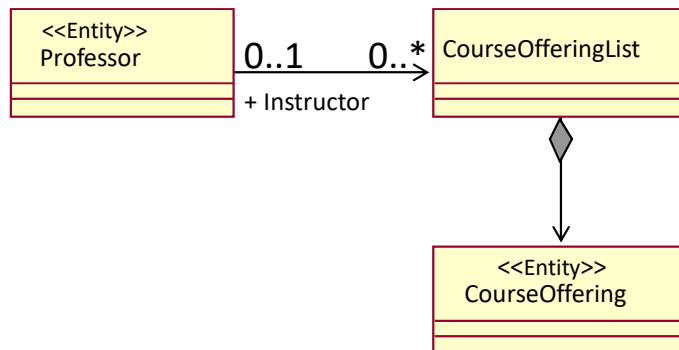 <<Entity>>
Professor
0..1
0..*
+ Instructor
CourseOfferingList
<<Entity>>
CourseOffering